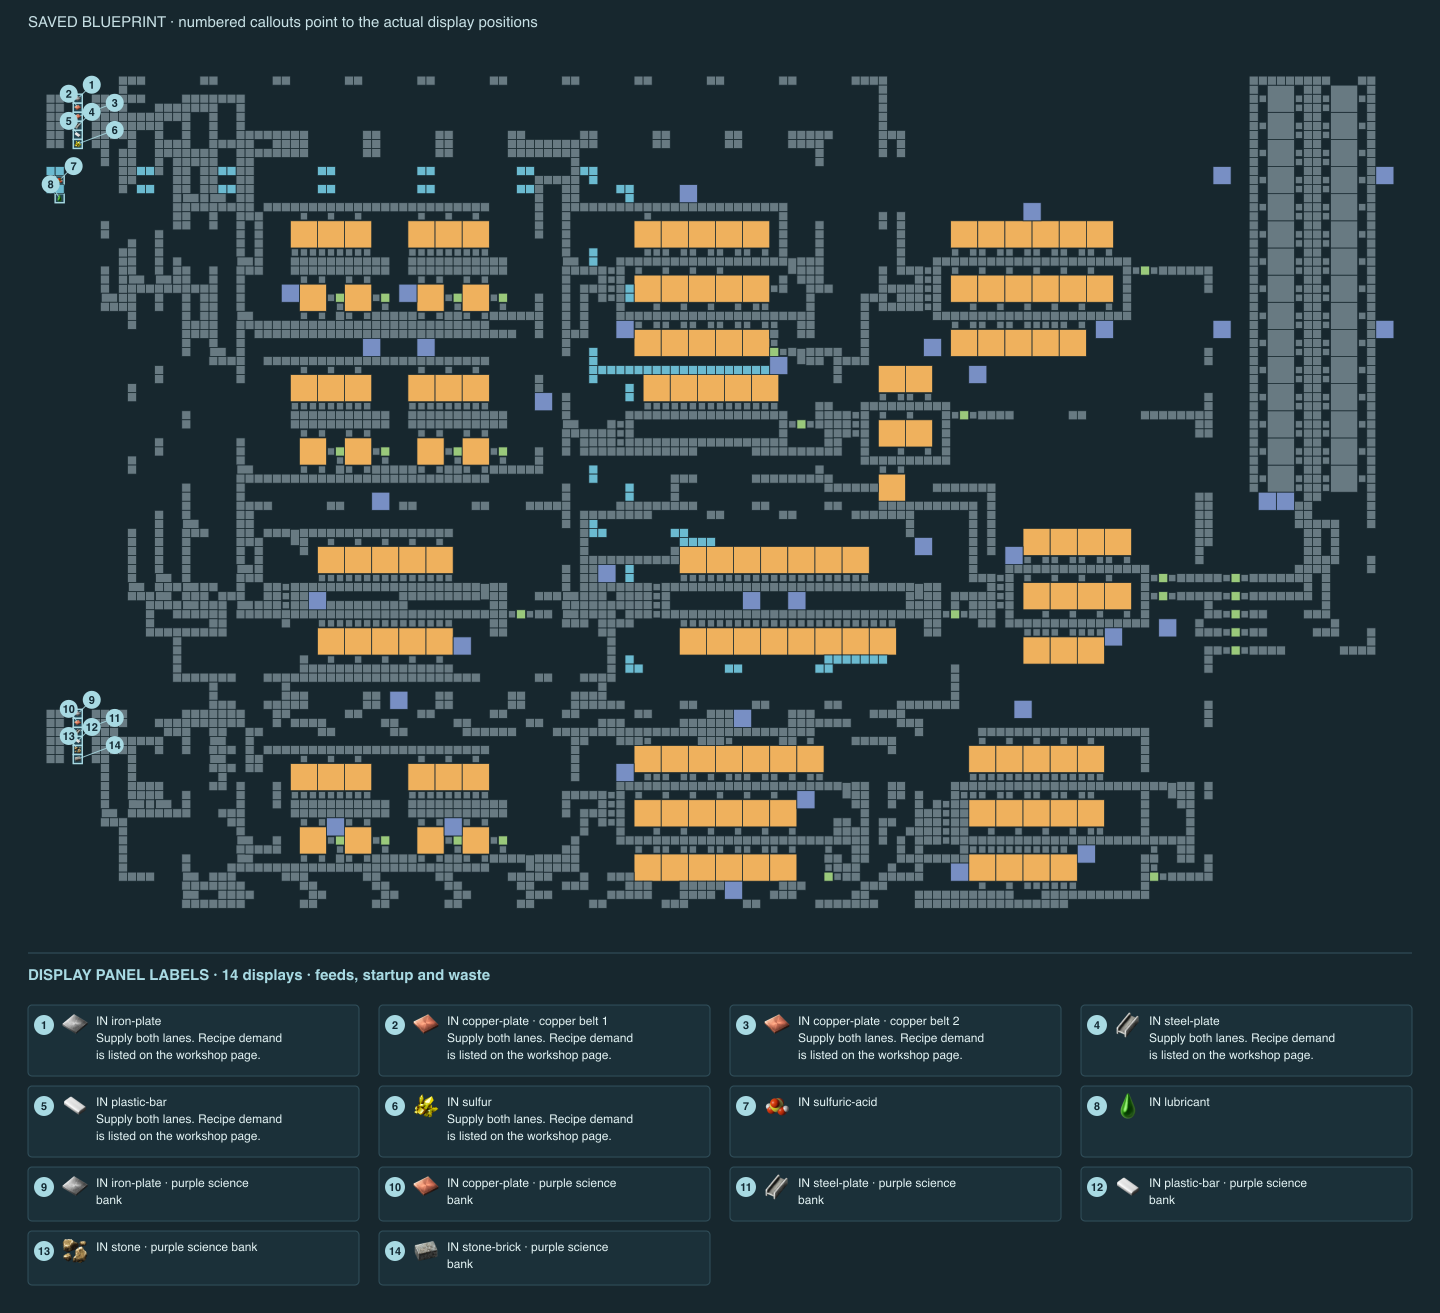 SAVED BLUEPRINT · numbered callouts point to the actual display positions
1
2
3
4
5
6
7
8
9
10
11
12
13
14
DISPLAY PANEL LABELS · 14 displays · feeds, startup and waste
1
IN iron-plate
Supply both lanes. Recipe demand
is listed on the workshop page.
2
IN copper-plate · copper belt 1
Supply both lanes. Recipe demand
is listed on the workshop page.
3
IN copper-plate · copper belt 2
Supply both lanes. Recipe demand
is listed on the workshop page.
4
IN steel-plate
Supply both lanes. Recipe demand
is listed on the workshop page.
5
IN plastic-bar
Supply both lanes. Recipe demand
is listed on the workshop page.
6
IN sulfur
Supply both lanes. Recipe demand
is listed on the workshop page.
7
IN sulfuric-acid
8
IN lubricant
9
IN iron-plate · purple science
bank
10
IN copper-plate · purple science
bank
11
IN steel-plate · purple science
bank
12
IN plastic-bar · purple science
bank
13
IN stone · purple science bank
14
IN stone-brick · purple science
bank